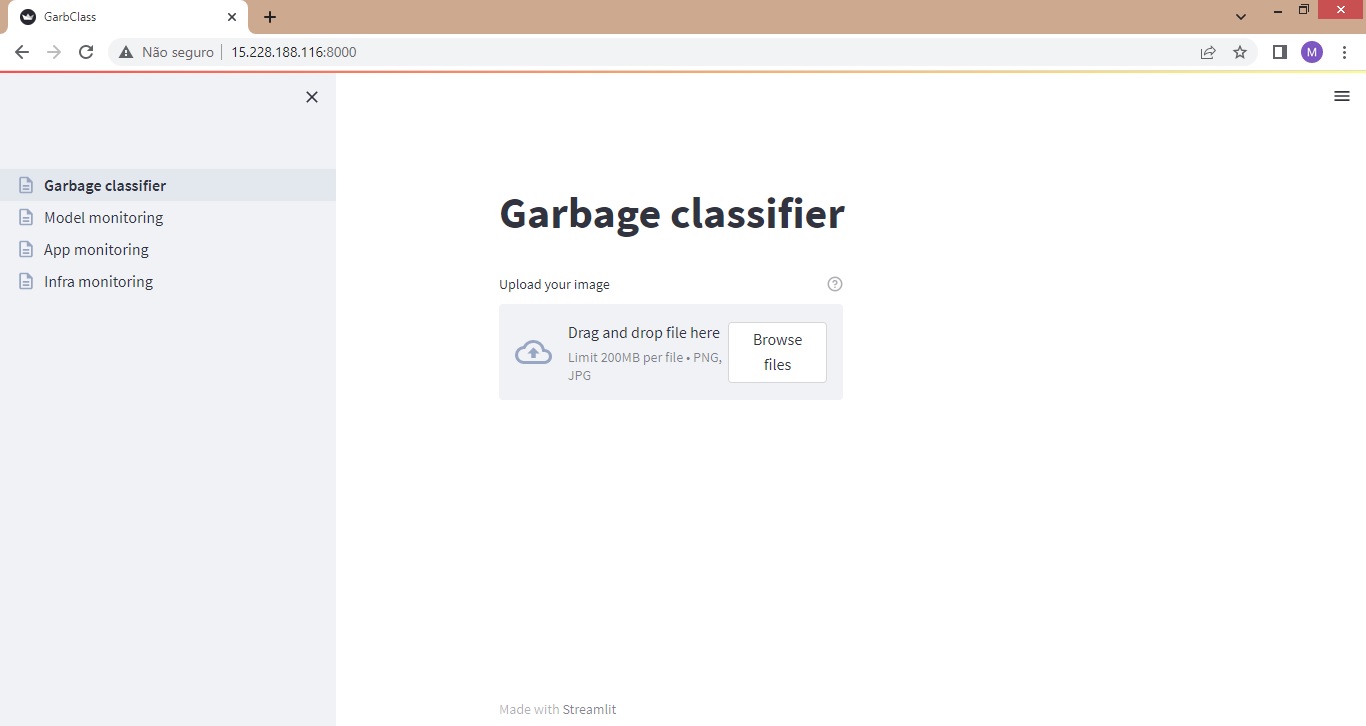 GarbClass
Não seguro
15.228.188.116:8000
M
Garbage classifier
Model monitoring
App monitoring
Infra monitoring
Garbage classifier
Upload your image
?
Drag and drop file here
Limit 200MB per file • PNG,
JPG
Browse
files
Made with Streamlit